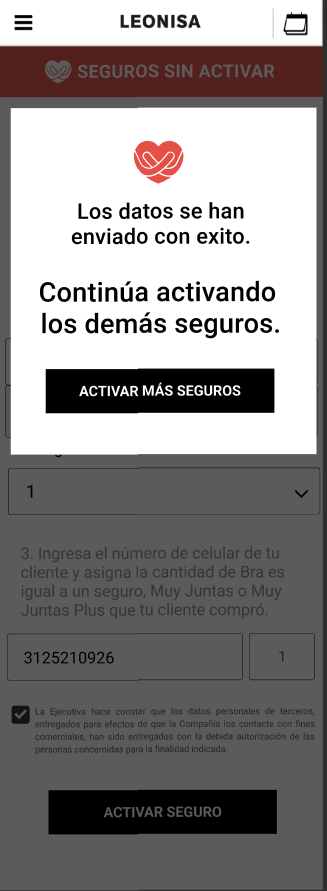 LEONISA
SEGUROS SIN ACTIVAR
Los datos se han
enviado con exito.
Continúa activando
los demás seguros.
ACTIVAR MÁS SEGUROS
1
3. Ingresa el número de celular de tu
cliente y asigna la cantidad de Bra es
igual a un seguro, Muy Juntas o Muy
Juntas Plus que tu cliente compró.
3125210926 1
La Ejecutiva hace constar que los datos personales de terceros,
entregados para efectos de que la Compañía los contacte con fines
comerciales, han sido entregados con la debida autorización de las
personas concernidas para la finalidad indicada.
ACTIVAR SEGURO